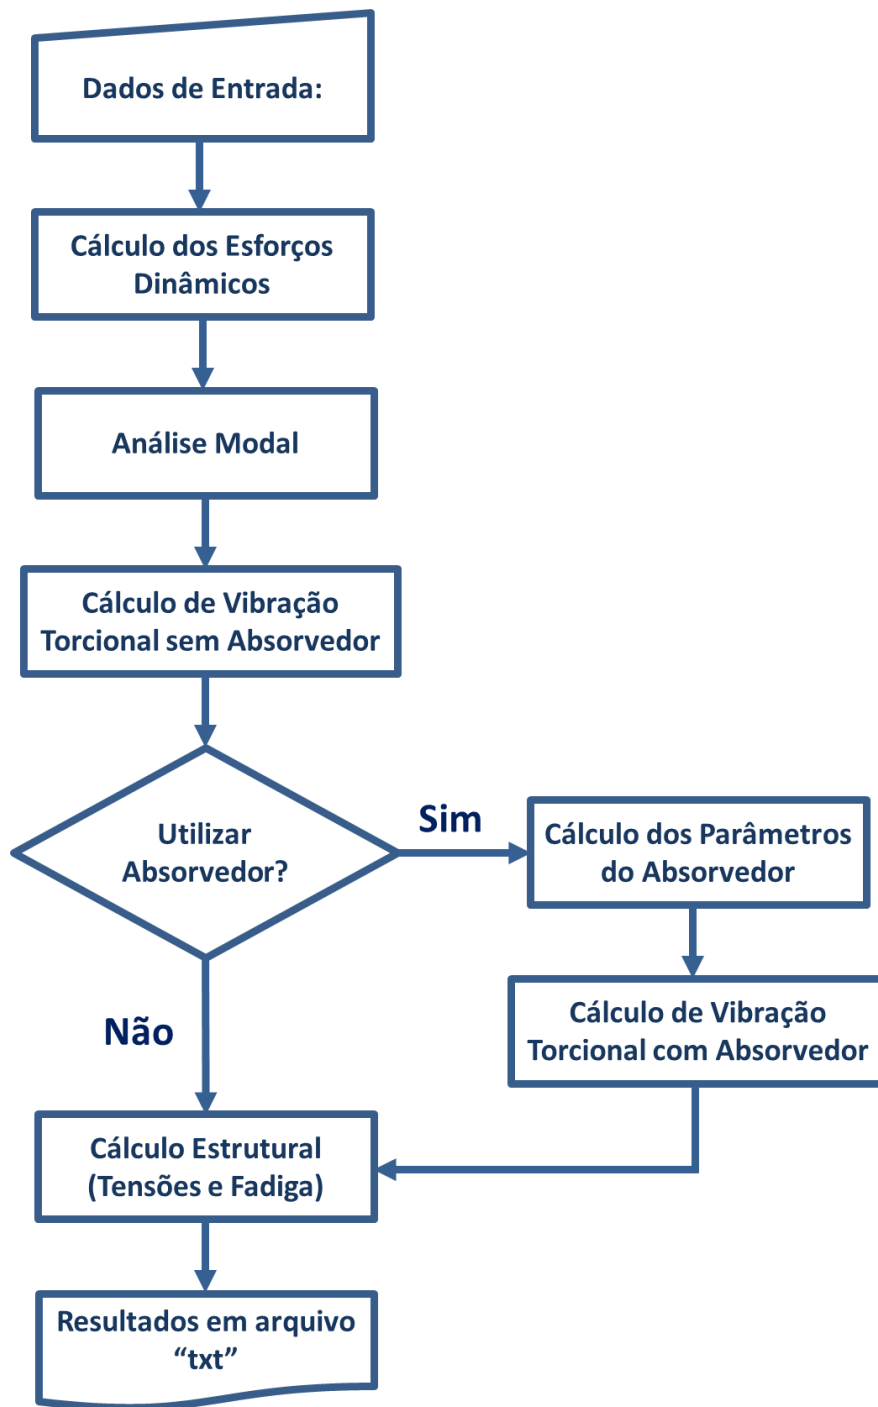 Dados de Entrada:
Cálculo dos Esforços
Dinâmicos
Análise Modal
Cálculo de Vibração
Torcional sem Absorvedor
Utilizar
Absorvedor?
Sim
Cálculo dos Parâmetros
do Absorvedor
Cálculo de Vibração
Torcional com Absorvedor
Não
Cálculo Estrutural
(Tensões e Fadiga)
Resultados em arquivo
“txt”